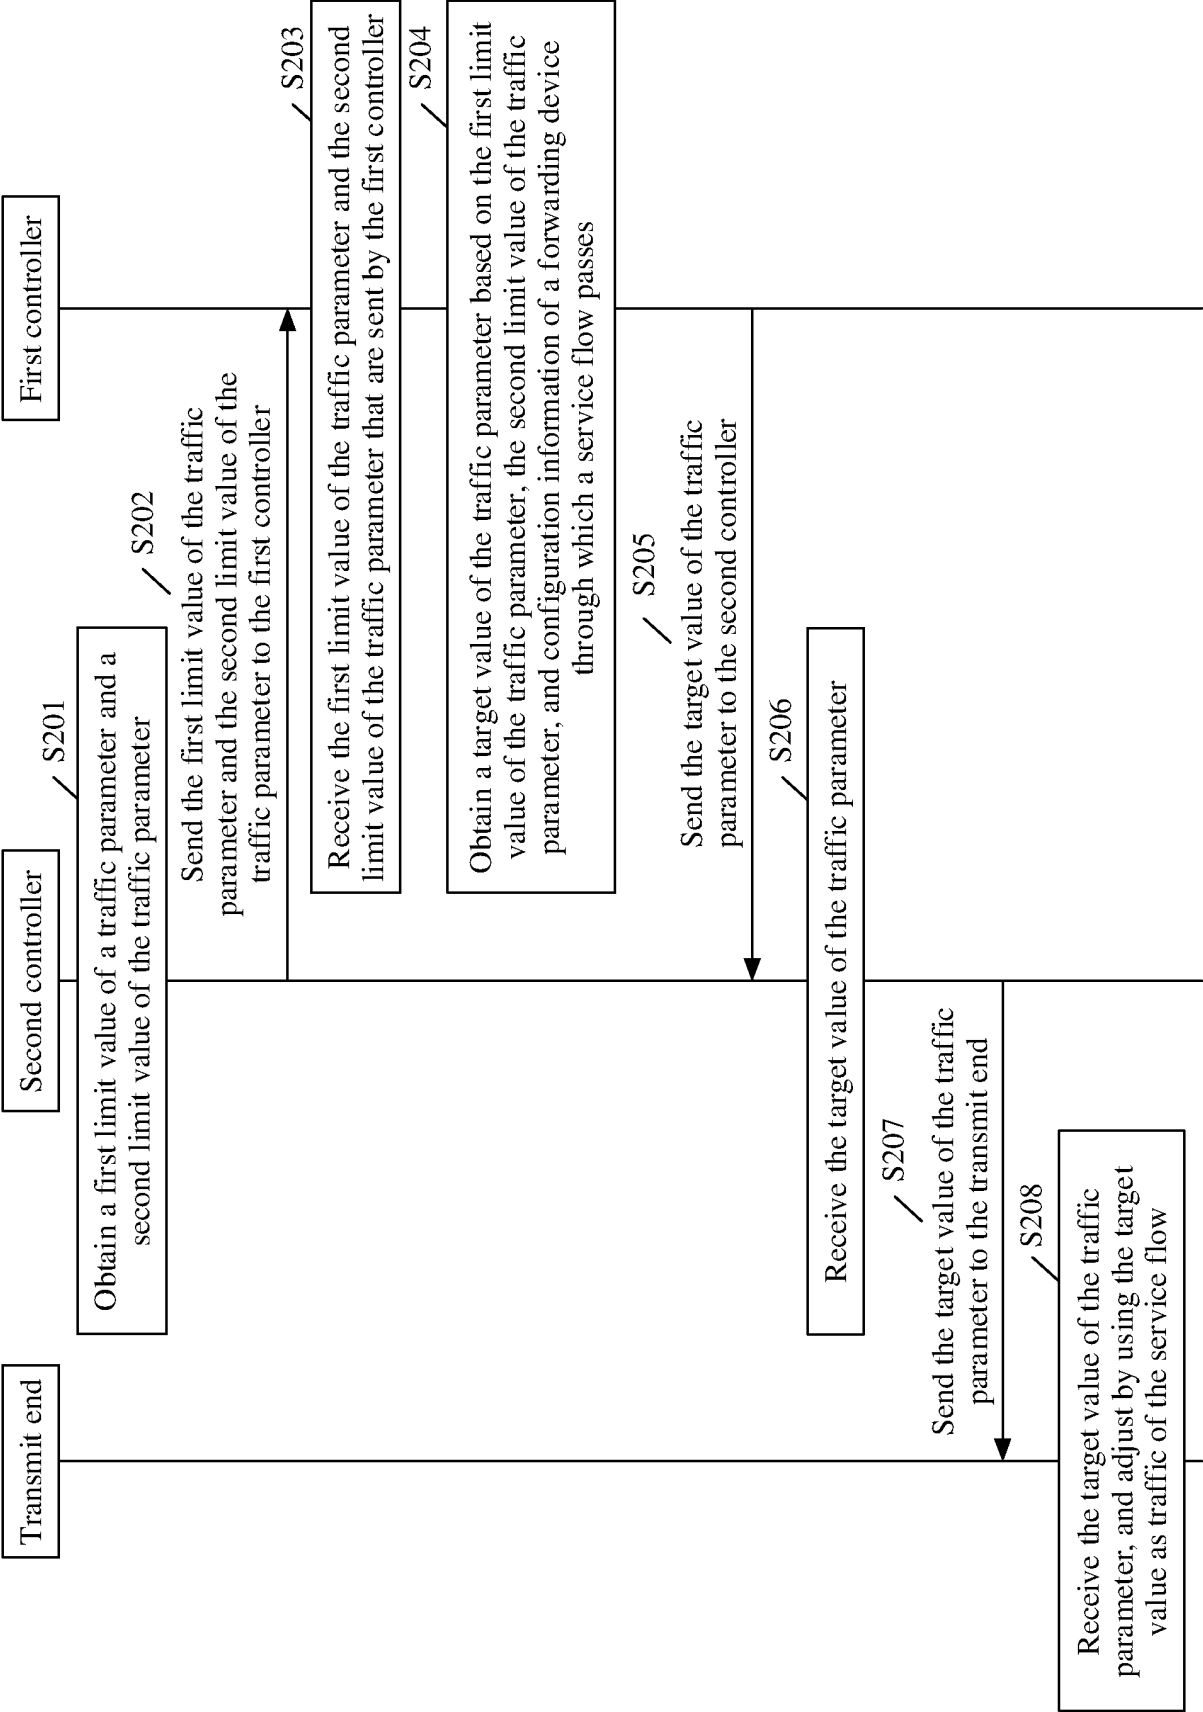 Transmit end
Second controller
First controller
S201
Obtain a first limit value of a traffic parameter and a
second limit value of the traffic parameter
S202
Send the first limit value of the traffic
parameter and the second limit value of the
traffic parameter to the first controller
S203
Receive the first limit value of the traffic parameter and the second
limit value of the traffic parameter that are sent by the first controller
S204
Obtain a target value of the traffic parameter based on the first limit
value of the traffic parameter, the second limit value of the traffic
parameter, and configuration information of a forwarding device
through which a service flow passes
S205
Send the target value of the traffic
parameter to the second controller
S206
Receive the target value of the traffic parameter
S207
Send the target value of the traffic
parameter to the transmit end
S208
Receive the target value of the traffic
parameter, and adjust by using the target
value as traffic of the service flow